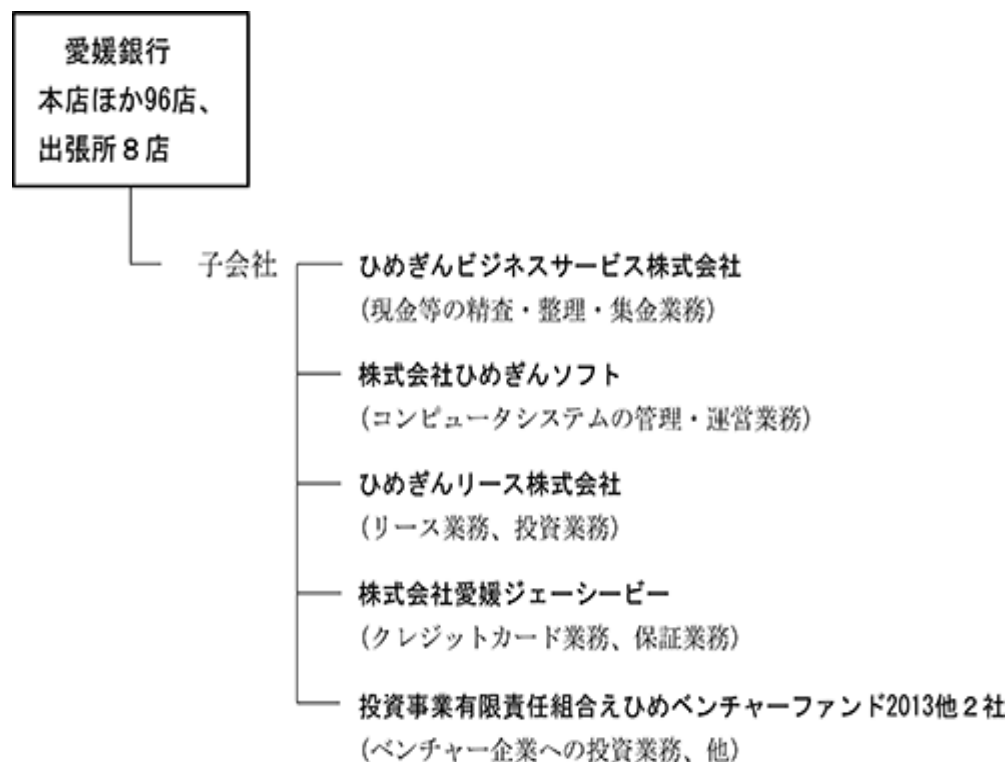 愛媛銀行
本店ほか96店、
出張所８店
子会社
ひめぎんビジネスサービス株式会社
(現金等の精査・整理・集金業務)
株式会社ひめぎんソフト
(コンピュータシステムの管理・運営業務)
ひめぎんリース株式会社
(リース業務、投資業務)
株式会社愛媛ジェーシービー
(クレジットカード業務、保証業務)
投資事業有限責任組合えひめベンチャーファンド2013他２社
(ベンチャー企業への投資業務、他)